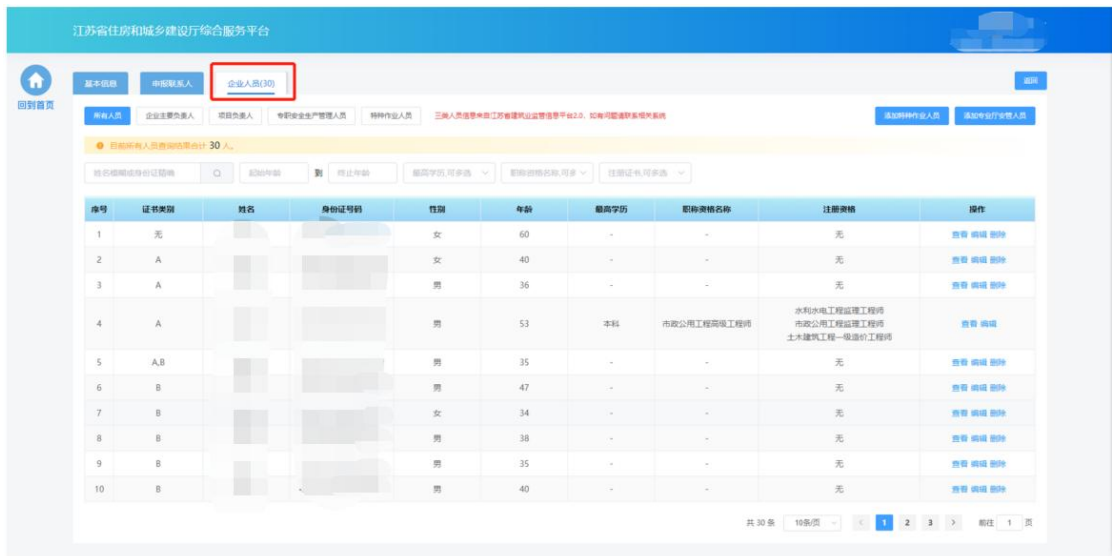 江苏省住房和城乡建设厅综合服务平台
回到首页
基本信息 申报联系人 企业人员(30) 返回
所有人员 企业主要负责人 项目负责人 专职安全生产管理人员 特种作业人员 三类人员信息来自江苏省建筑业监管信息平台2.0，如有问题请联系相关系统 添加特种作业人员 添加专业厅安管人员
目前所有人员查询结果合计 30 人。
姓名模糊或身份证精确 起始年龄 到 终止年龄 最高学历,可多选 职称资格名称,可多 注册证书,可多选
序号 证书类别 姓名 身份证号码 性别 年龄 最高学历 职称资格名称 注册资格 操作
1 无 女 60 - - 无 查看 编辑 删除
2 A 女 40 - - 无 查看 编辑 删除
3 A 男 36 - - 无 查看 编辑 删除
4 A 男 53 本科 市政公用工程高级工程师 水利水电工程监理工程师 查看 编辑
市政公用工程监理工程师
土木建筑工程一级造价工程师
5 A,B 男 35 - - 无 查看 编辑 删除
6 B 男 47 - - 无 查看 编辑 删除
7 B 女 34 - - 无 查看 编辑 删除
8 B 男 38 - - 无 查看 编辑 删除
9 B 男 35 - - 无 查看 编辑 删除
10 B 男 40 - - 无 查看 编辑 删除
共 30 条 10条/页 < 1 2 3 > 前往 1 页